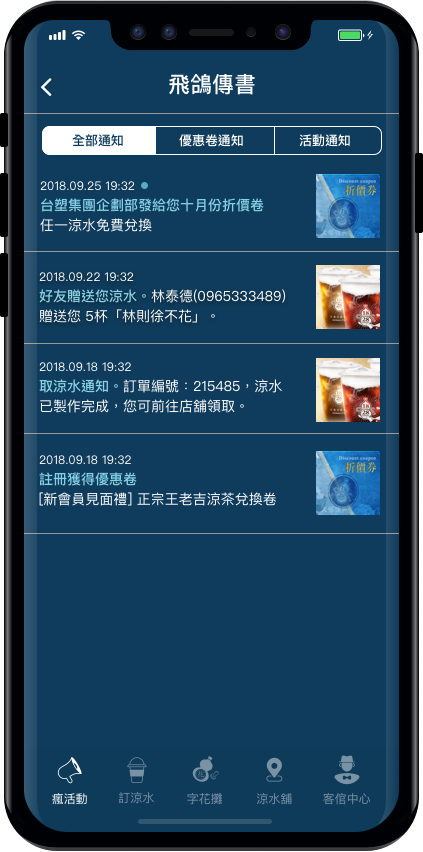 飛鴿傳書
全部通知
優惠卷通知
活動通知
2018.09.25 19:32
台塑集團企劃部發給您十月份折價卷
任一涼水免費兌換
Discount coupon
折價券
2018.09.22 19:32
好友贈送您涼水。林泰德(0965333489)
贈送您 5杯「林則徐不花」。
2018.09.18 19:32
取涼水通知。訂單編號：215485，涼水
已製作完成，您可前往店舖領取。
2018.09.18 19:32
註冊獲得優惠卷
[新會員見面禮] 正宗王老吉涼茶兌換卷
Discount coupon
折價券
瘋活動
訂涼水
字花攤
涼水舖
客倌中心